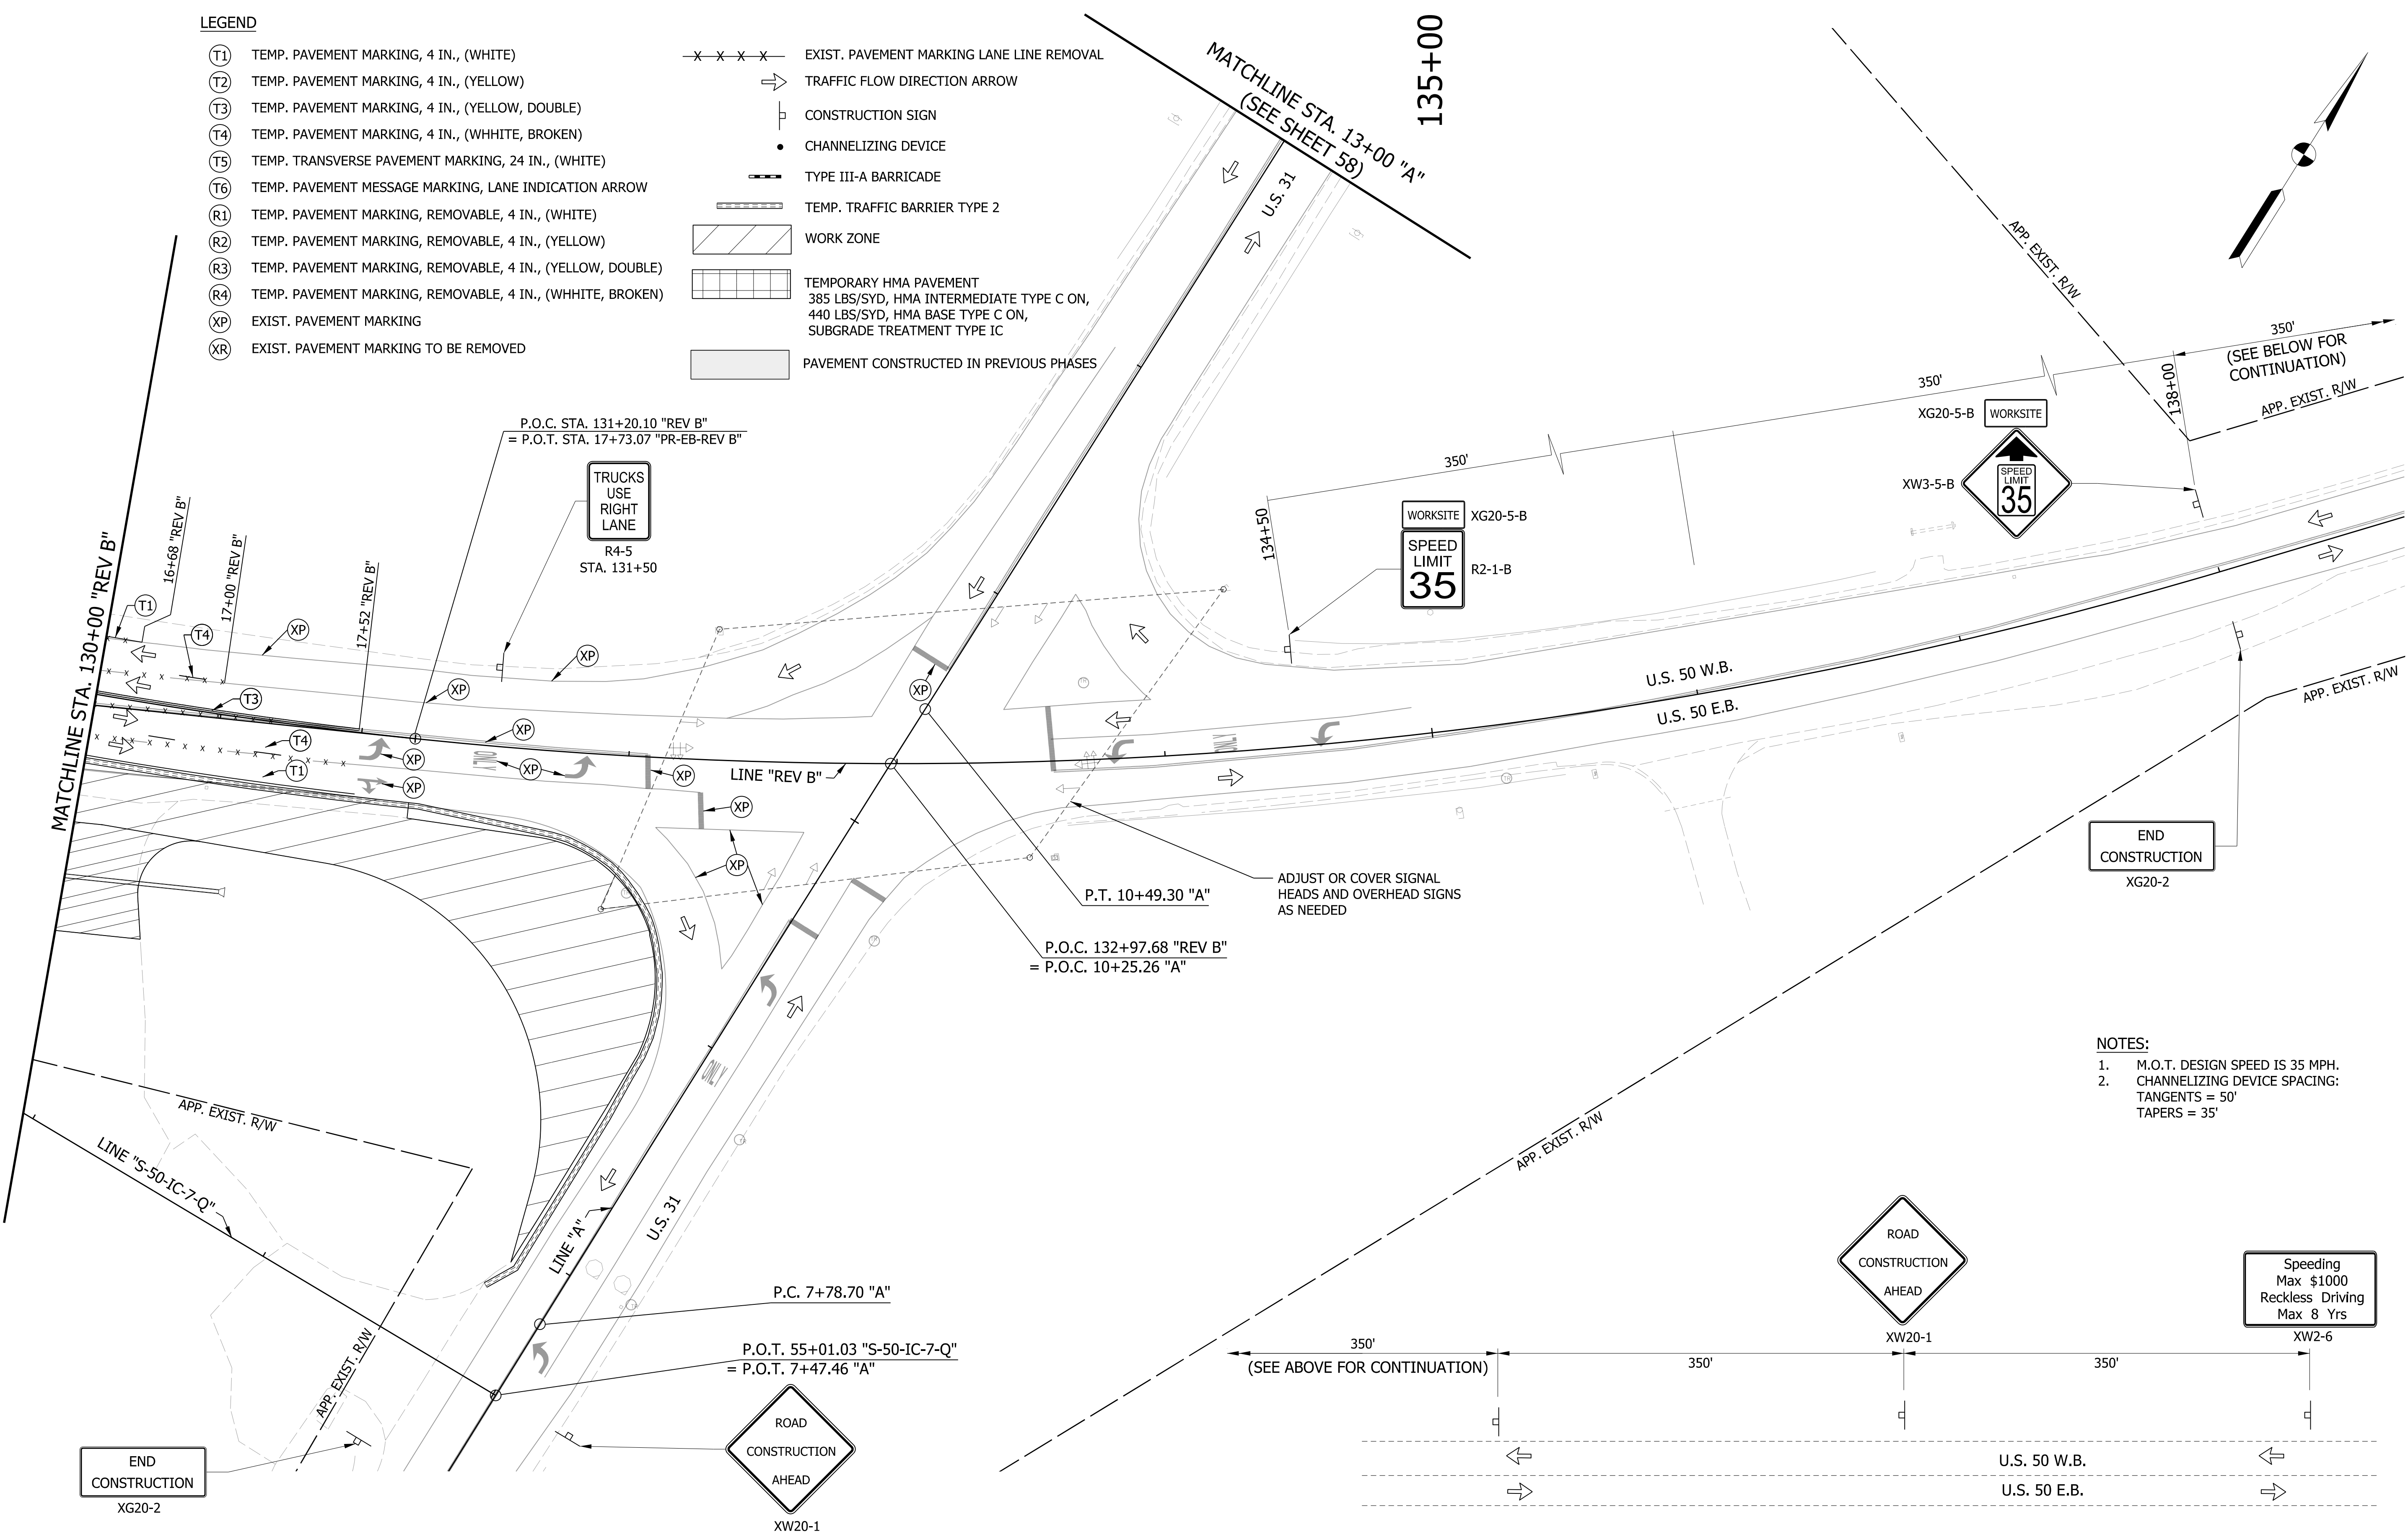 LEGEND
T1 TEMP. PAVEMENT MARKING, 4 IN., (WHITE)
T2 TEMP. PAVEMENT MARKING, 4 IN., (YELLOW)
T3 TEMP. PAVEMENT MARKING, 4 IN., (YELLOW, DOUBLE)
T4 TEMP. PAVEMENT MARKING, 4 IN., (WHHITE, BROKEN)
T5 TEMP. TRANSVERSE PAVEMENT MARKING, 24 IN., (WHITE)
T6 TEMP. PAVEMENT MESSAGE MARKING, LANE INDICATION ARROW
R1 TEMP. PAVEMENT MARKING, REMOVABLE, 4 IN., (WHITE)
R2 TEMP. PAVEMENT MARKING, REMOVABLE, 4 IN., (YELLOW)
R3 TEMP. PAVEMENT MARKING, REMOVABLE, 4 IN., (YELLOW, DOUBLE)
R4 TEMP. PAVEMENT MARKING, REMOVABLE, 4 IN., (WHHITE, BROKEN)
XP EXIST. PAVEMENT MARKING
XR EXIST. PAVEMENT MARKING TO BE REMOVED
X X X X EXIST. PAVEMENT MARKING LANE LINE REMOVAL
TRAFFIC FLOW DIRECTION ARROW
CONSTRUCTION SIGN
CHANNELIZING DEVICE
TYPE III-A BARRICADE
TEMP. TRAFFIC BARRIER TYPE 2
WORK ZONE
TEMPORARY HMA PAVEMENT
385 LBS/SYD, HMA INTERMEDIATE TYPE C ON,
440 LBS/SYD, HMA BASE TYPE C ON,
SUBGRADE TREATMENT TYPE IC
PAVEMENT CONSTRUCTED IN PREVIOUS PHASES
MATCHLINE STA. 13+00 "A"
(SEE SHEET 58)
135+00
U.S. 31
APP. EXIST. R/W
350'
(SEE BELOW FOR
CONTINUATION)
APP. EXIST. R/W
138+00
350'
350'
134+50
XG20-5-B
WORKSITE
XW3-5-B
SPEED
LIMIT
35
WORKSITE
XG20-5-B
SPEED
LIMIT
35
R2-1-B
P.O.C. STA. 131+20.10 "REV B"
= P.O.T. STA. 17+73.07 "PR-EB-REV B"
TRUCKS
USE
RIGHT
LANE
R4-5
STA. 131+50
MATCHLINE STA. 130+00 "REV B"
16+68 "REV B"
17+00 "REV B"
17+52 "REV B"
T1
T4
XP
XP
XP
T3
XP
T4
XP
T1
XP
XP
XP
XP
XP
XP
ONLY
ONLY
LINE "REV B"
U.S. 50 W.B.
U.S. 50 E.B.
APP. EXIST. R/W
END
CONSTRUCTION
XG20-2
ADJUST OR COVER SIGNAL
HEADS AND OVERHEAD SIGNS
AS NEEDED
P.T. 10+49.30 "A"
P.O.C. 132+97.68 "REV B"
= P.O.C. 10+25.26 "A"
ONLY
NOTES:
1. M.O.T. DESIGN SPEED IS 35 MPH.
2. CHANNELIZING DEVICE SPACING:
TANGENTS = 50'
TAPERS = 35'
APP. EXIST. R/W
APP. EXIST. R/W
LINE "S-50-IC-7-Q"
LINE "A"
U.S. 31
APP. EXIST. R/W
P.C. 7+78.70 "A"
P.O.T. 55+01.03 "S-50-IC-7-Q"
= P.O.T. 7+47.46 "A"
END
CONSTRUCTION
XG20-2
ROAD
CONSTRUCTION
AHEAD
XW20-1
ROAD
CONSTRUCTION
AHEAD
XW20-1
Speeding
Max $1000
Reckless Driving
Max 8 Yrs
XW2-6
350'
(SEE ABOVE FOR CONTINUATION)
350'
350'
U.S. 50 W.B.
U.S. 50 E.B.